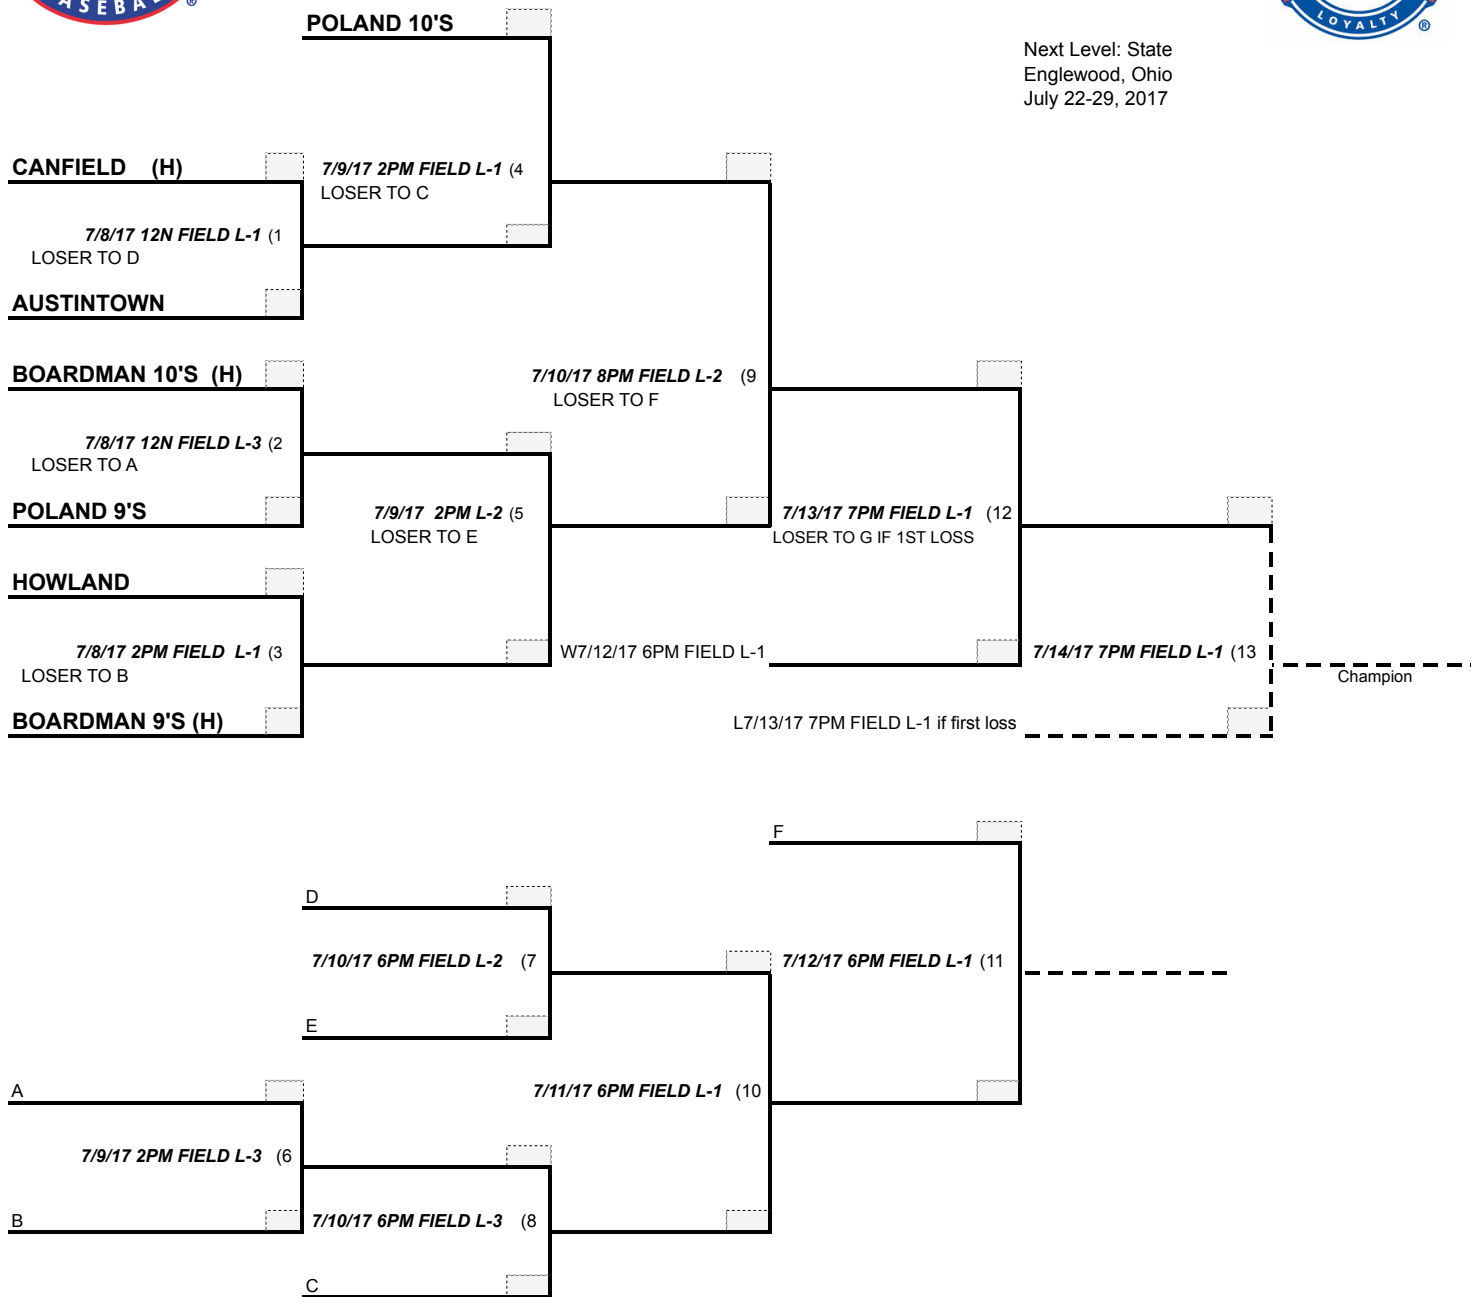 ASEBAL ®
LOYALTY ®
POLAND 10'S
Next Level: State
Englewood, Ohio
July 22-29, 2017
CANFIELD (H)
7/9/17 2PM FIELD L-1 (4
LOSER TO C
7/8/17 12N FIELD L-1 (1
LOSER TO D
AUSTINTOWN
BOARDMAN 10'S (H)
7/10/17 8PM FIELD L-2 (9
LOSER TO F
7/8/17 12N FIELD L-3 (2
LOSER TO A
POLAND 9'S
7/9/17 2PM L-2 (5
LOSER TO E
7/13/17 7PM FIELD L-1 (12
LOSER TO G IF 1ST LOSS
HOWLAND
7/8/17 2PM FIELD L-1 (3
LOSER TO B
W7/12/17 6PM FIELD L-1
7/14/17 7PM FIELD L-1 (13
Champion
BOARDMAN 9'S (H)
L7/13/17 7PM FIELD L-1 if first loss
F
D
7/10/17 6PM FIELD L-2 (7
7/12/17 6PM FIELD L-1 (11
E
A
7/11/17 6PM FIELD L-1 (10
7/9/17 2PM FIELD L-3 (6
B
7/10/17 6PM FIELD L-3 (8
C